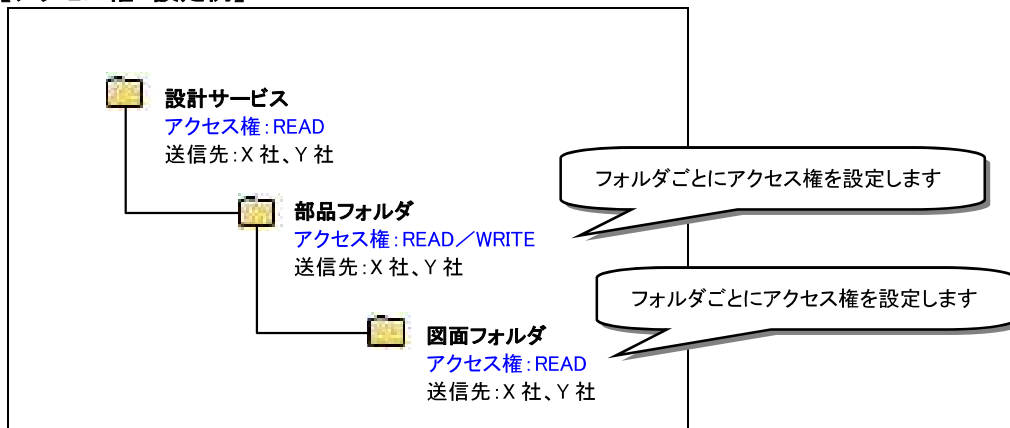 設計サービス
アクセス権：READ
送信先：X 社、Y 社
フォルダごとにアクセス権を設定します
部品フォルダ
アクセス権：READ／WRITE
送信先：X 社、Y 社
フォルダごとにアクセス権を設定します
図面フォルダ
アクセス権：READ
送信先：X 社、Y 社